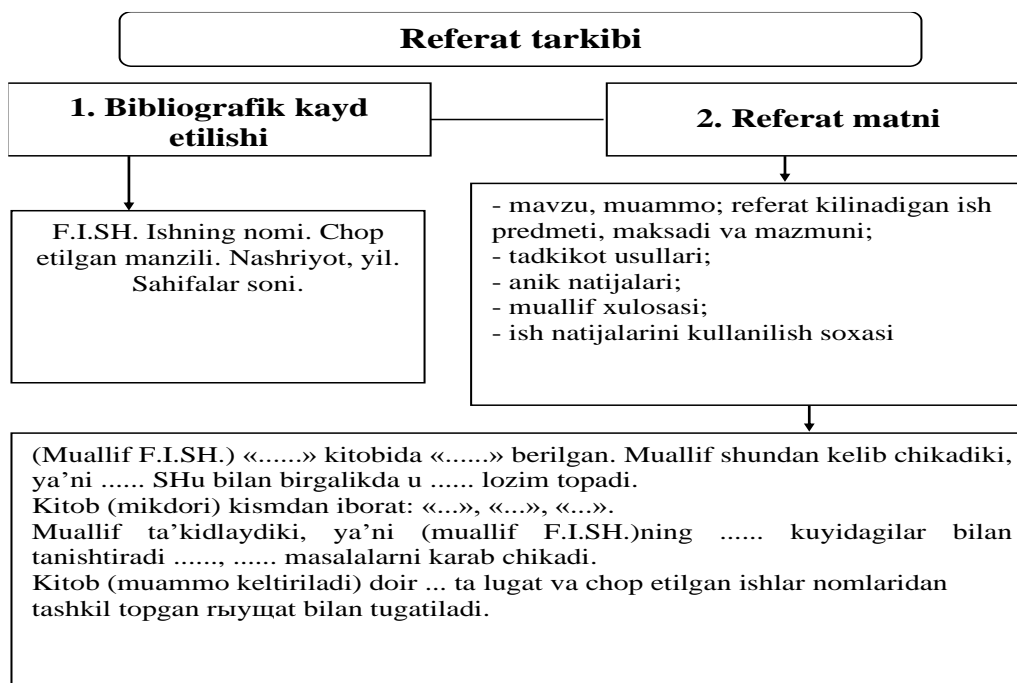 Referat tarkibi
1. Bibliografik kayd
etilishi
2. Referat matni
F.I.SH. Ishning nomi. Chop
etilgan manzili. Nashriyot, yil.
Sahifalar soni.
- mavzu, muammo; referat kilinadigan ish
predmeti, maksadi va mazmuni;
- tadkikot usullari;
- anik natijalari;
- muallif xulosasi;
- ish natijalarini kullanilish soxasi
(Muallif F.I.SH.) «......» kitobida «......» berilgan. Muallif shundan kelib chikadiki,
ya’ni ...... SHu bilan birgalikda u ...... lozim topadi.
Kitob (mikdori) kismdan iborat: «...», «...», «...».
Muallif ta’kidlaydiki, ya’ni (muallif F.I.SH.)ning ...... kuyidagilar bilan
tanishtiradi ......, ...... masalalarni karab chikadi.
Kitob (muammo keltiriladi) doir ... ta lugat va chop etilgan ishlar nomlaridan
tashkil topgan гыущat bilan tugatiladi.